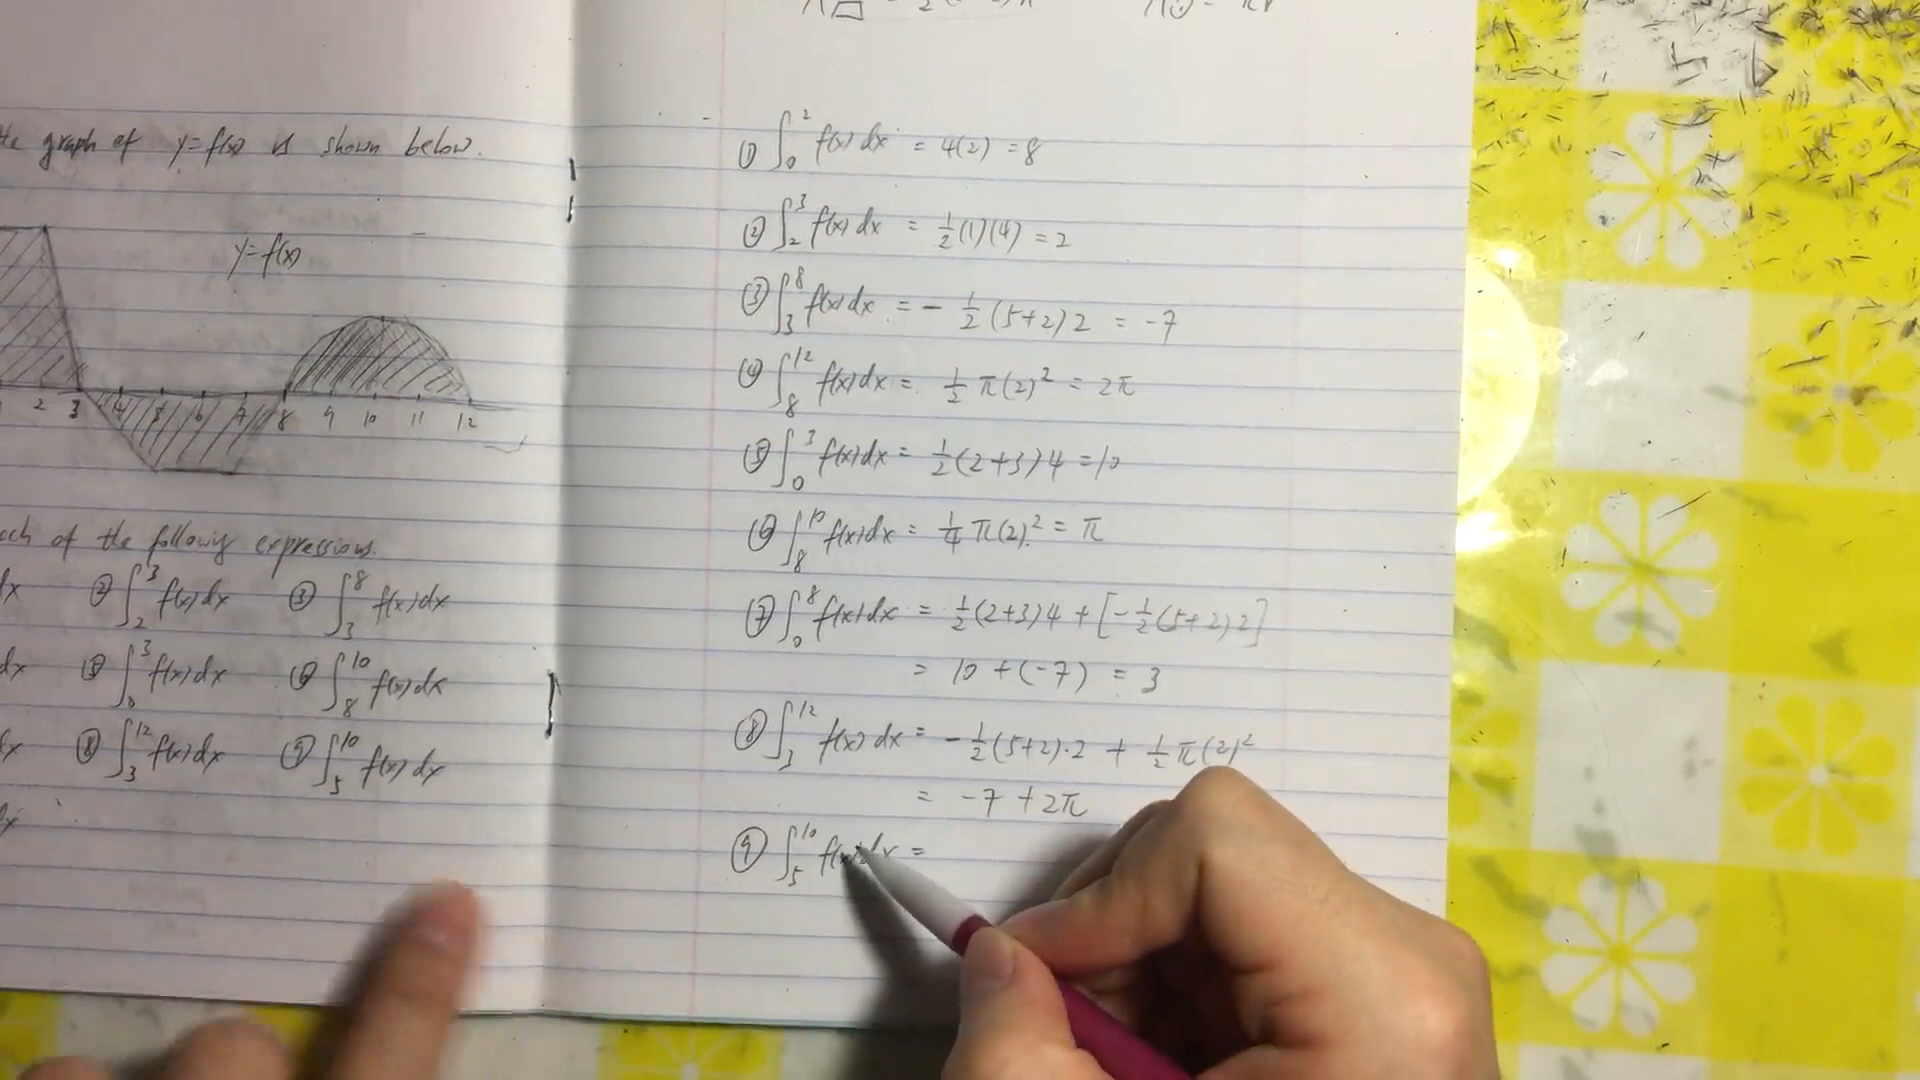 graph of y=f(x) is shown below.
y=f(x)
2 3 4 5 6 7 8 9 10 11 12
of the following expressions.
dx ② ∫₂³ f(x) dx ③ ∫₃⁸ f(x) dx
dx ⑤ ∫₀³ f(x) dx ⑥ ∫₈¹⁰ f(x) dx
dx ⑧ ∫₃¹² f(x) dx ⑨ ∫₅¹⁰ f(x) dx
dx
① ∫₀² f(x) dx = 4(2) = 8
② ∫₂³ f(x) dx = ½(1)(4) = 2
③ ∫₃⁸ f(x) dx = - ½(5+2)2 = -7
④ ∫₈¹² f(x) dx = ½π(2)² = 2π
⑤ ∫₀³ f(x) dx = ½(2+3)4 = 10
⑥ ∫₈¹⁰ f(x) dx = ¼π(2)² = π
⑦ ∫₀⁸ f(x) dx = ½(2+3)4 + [-½(5+2)2]
= 10 + (-7) = 3
⑧ ∫₃¹² f(x) dx = -½(5+2)·2 + ½π(2)²
= -7 + 2π
⑨ ∫₅¹⁰ f(x) dx =